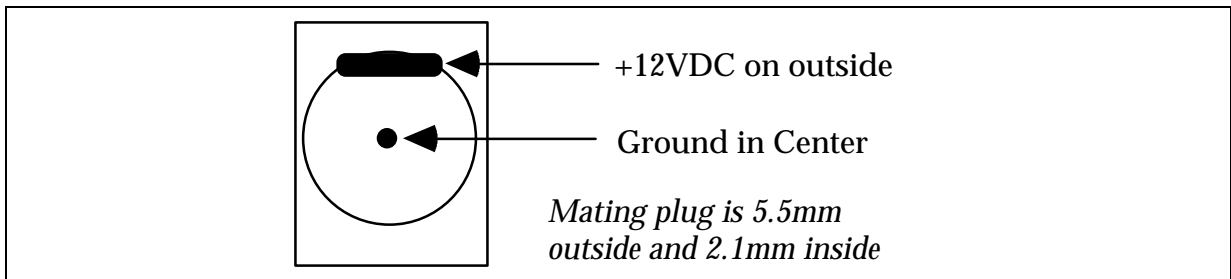 +12VDC on outside
Ground in Center
Mating plug is 5.5mm
outside and 2.1mm inside